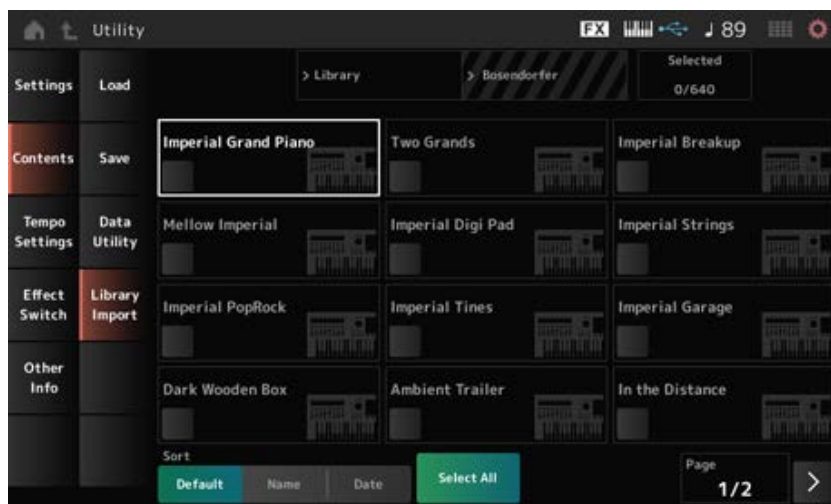 Utility
FX
♩ 89
Settings
Load
> Library
> Bosendorfer
Selected
0/640
Contents
Save
Imperial Grand Piano
Two Grands
Imperial Breakup
Tempo
Settings
Data
Utility
Mellow Imperial
Imperial Digi Pad
Imperial Strings
Effect
Switch
Library
Import
Imperial PopRock
Imperial Tines
Imperial Garage
Other
Info
Dark Wooden Box
Ambient Trailer
In the Distance
Sort
Default
Name
Date
Select All
Page
1/2
>